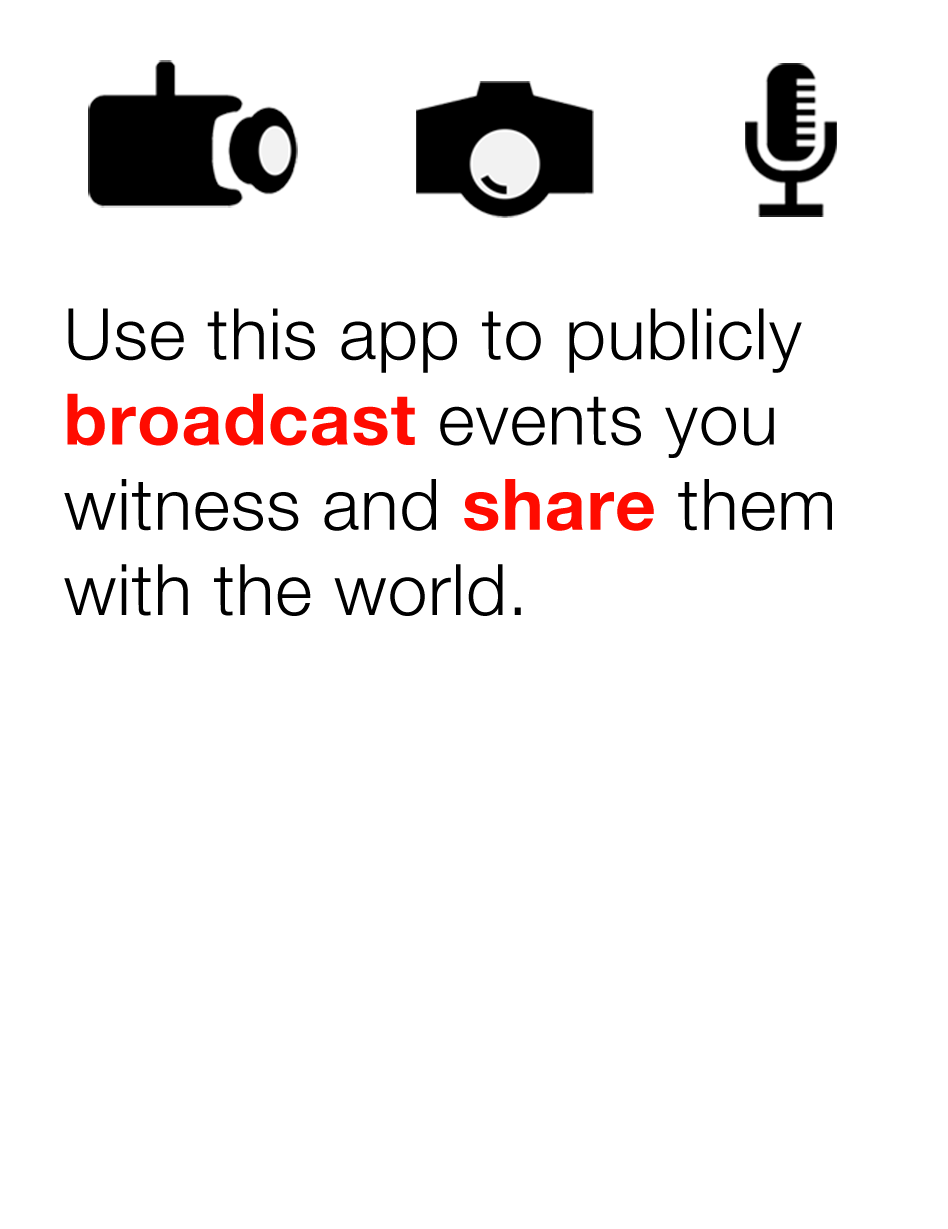 Use this app to publicly
broadcast events you
witness and share them
with the world.